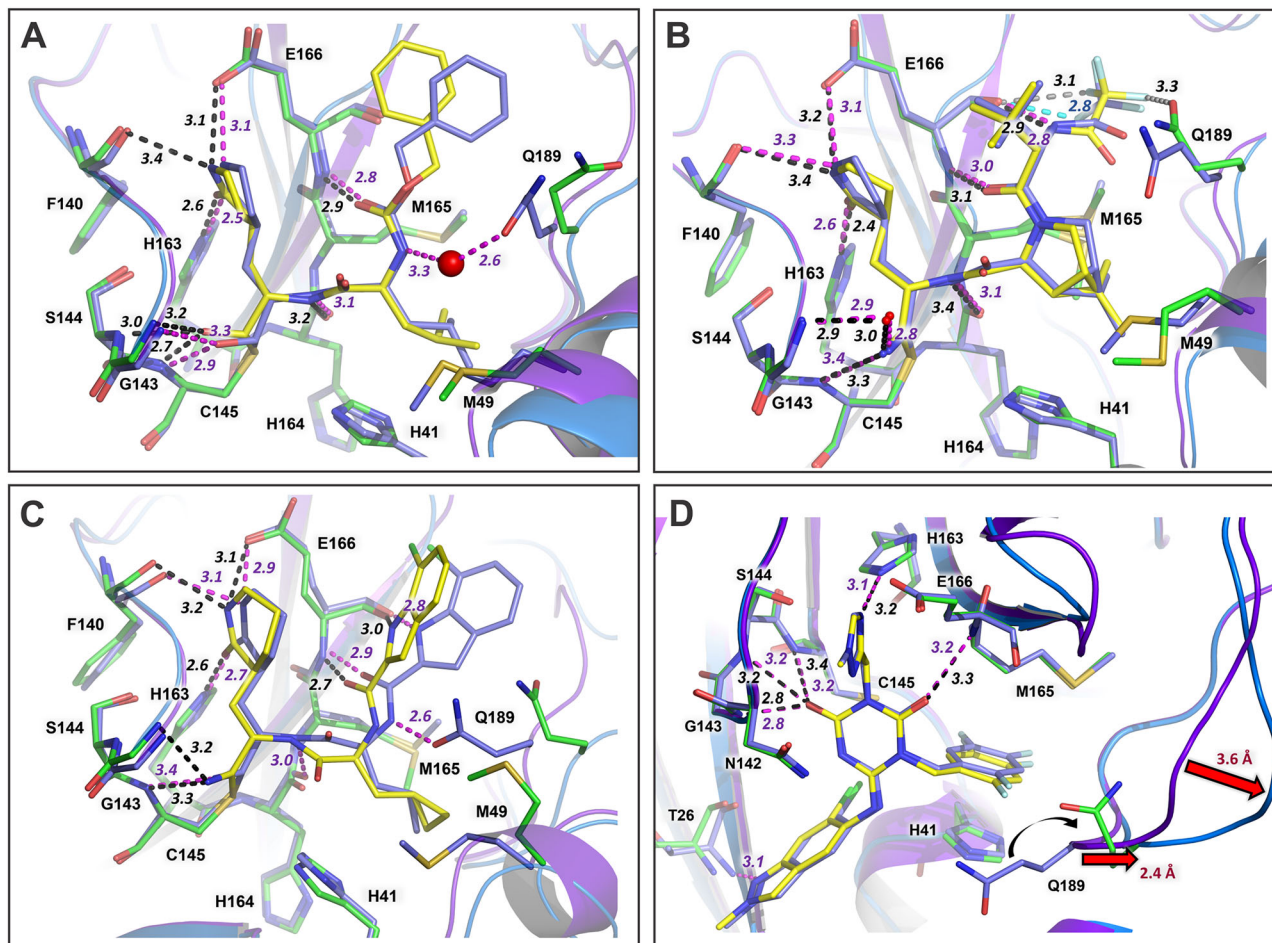 A
E166
3.1
3.1
3.4
Q189
2.8
2.9
M165
F140
2.6
2.5
H163
3.3
2.6
3.1
S144
3.2
3.2
3.0
3.3
2.7
2.9
G143
M49
C145
H164
H41
B
E166
3.1
3.3
3.1
2.8
3.2
2.9
2.8
Q189
3.3
3.4
3.0
3.1
M165
F140
2.6
2.4
H163
2.9
3.1
S144
3.4
2.9
3.0
2.8
M49
3.4
3.3
G143
C145
H41
H164
C
E166
3.1
2.9
3.1
3.2
2.8
3.0
F140
2.6
2.9
2.7
2.7
H163
S144
2.6
Q189
3.2
3.0
M165
3.4
G143
3.3
M49
C145
H164
H41
D
H163
S144
3.1
E166
3.2
3.2
3.4
3.2
3.2
3.2
3.3
C145
M165
G143
2.8
2.8
N142
3.6 Å
T26
H41
3.1
2.4 Å
Q189